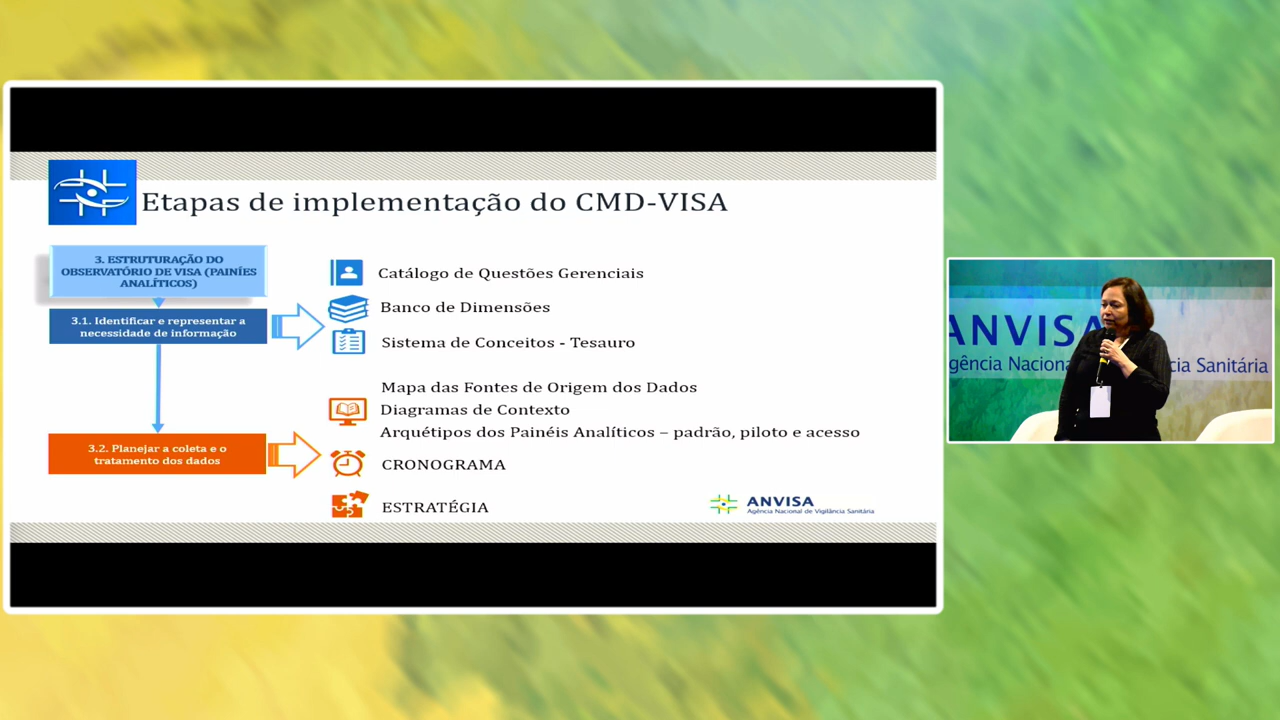 Etapas de implementação do CMD-VISA
3. ESTRUTURAÇÃO DO
OBSERVATÓRIO DE VISA (PAINÍES
ANALÍTICOS)
3.1. Identificar e representar a
necessidade de informação
Catálogo de Questões Gerenciais
Banco de Dimensões
Sistema de Conceitos - Tesauro
3.2. Planejar a coleta e o
tratamento dos dados
Mapa das Fontes de Origem dos Dados
Diagramas de Contexto
Arquétipos dos Painéis Analíticos – padrão, piloto e acesso
CRONOGRAMA
ESTRATÉGIA
ANVISA
Agência Nacional de Vigilância Sanitária
ANVISA
gência Nacion cia Sanitária